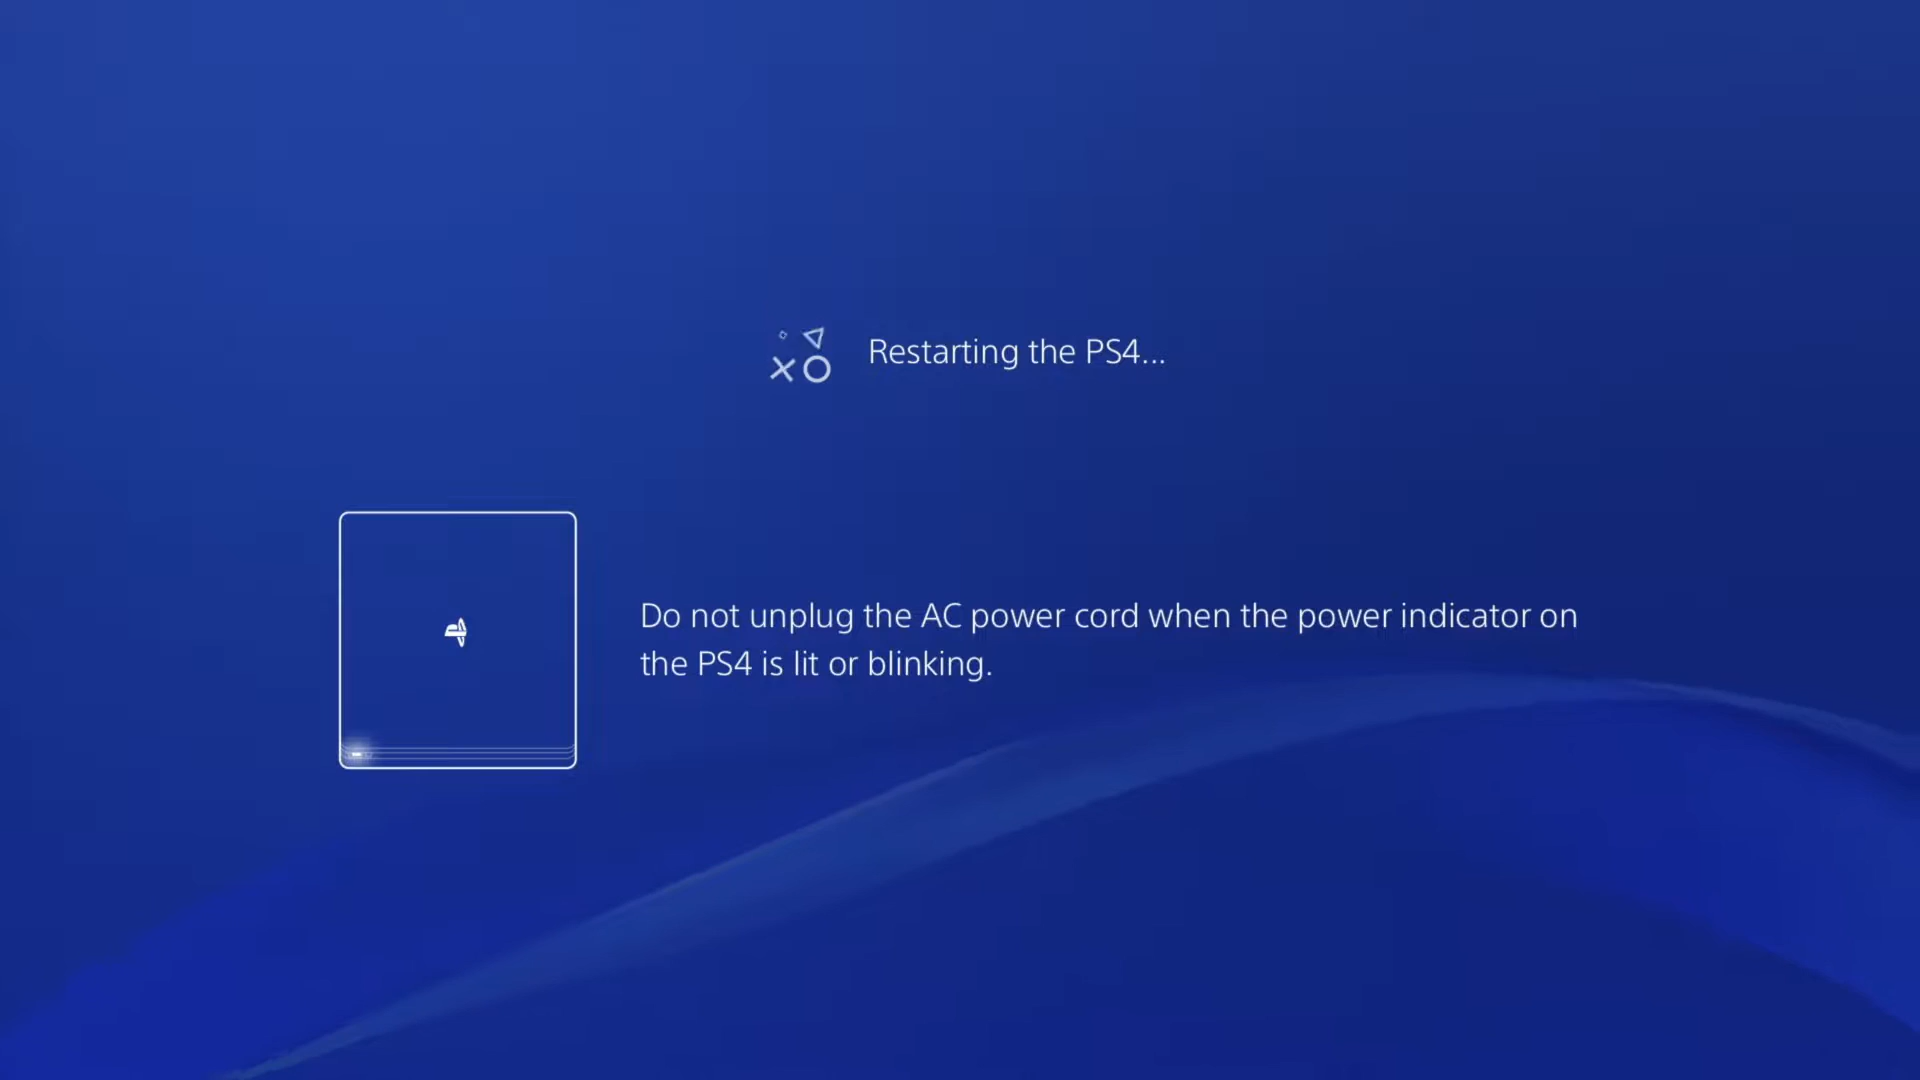 Restarting the PS4...
Do not unplug the AC power cord when the power indicator on
the PS4 is lit or blinking.